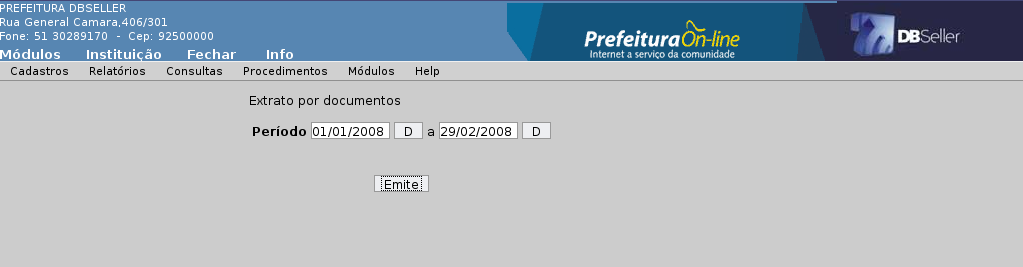 PREFEITURA DBSELLER
Rua General Camara,406/301
Fone: 51 30289170 - Cep: 92500000
Módulos Instituição Fechar Info
PrefeituraOn-line
Internet a serviço da comunidade
DBSeller
Cadastros Relatórios Consultas Procedimentos Módulos Help
Extrato por documentos
Período 01/01/2008 D a 29/02/2008 D
Emite